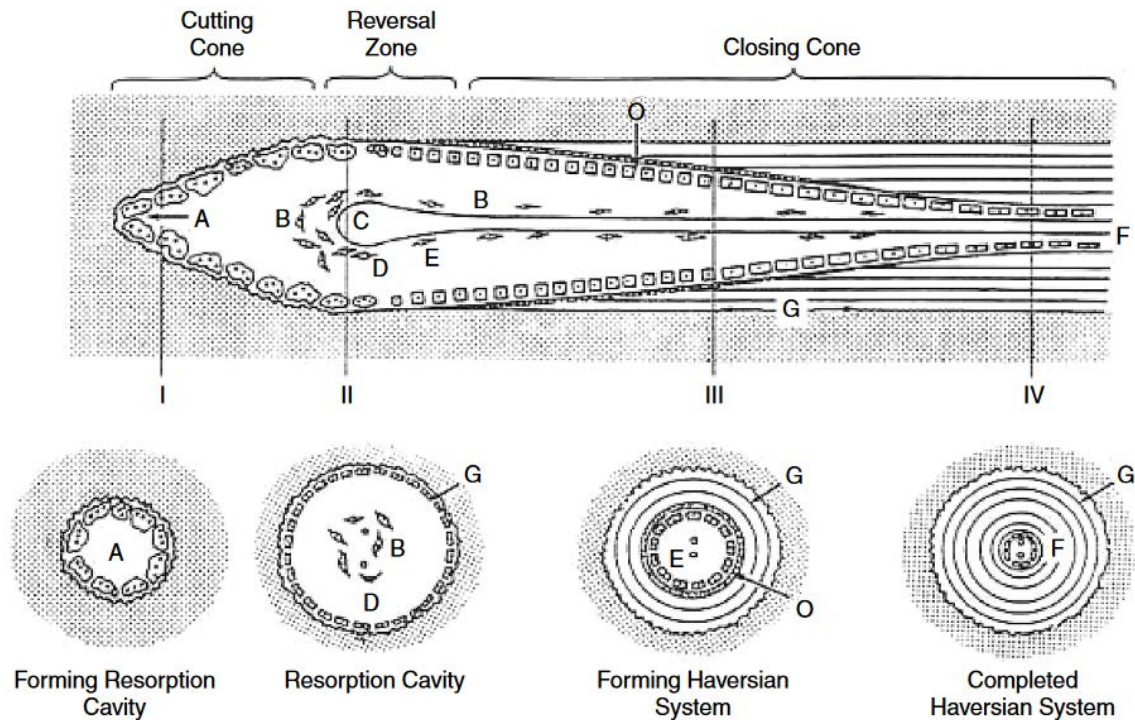 Cutting
Cone
Reversal
Zone
Closing Cone
O
A
B
C
B
D
E
F
G
I
II
III
IV
A
G
B
D
G
E
O
G
F
Forming Resorption
Cavity
Resorption Cavity
Forming Haversian
System
Completed
Haversian System